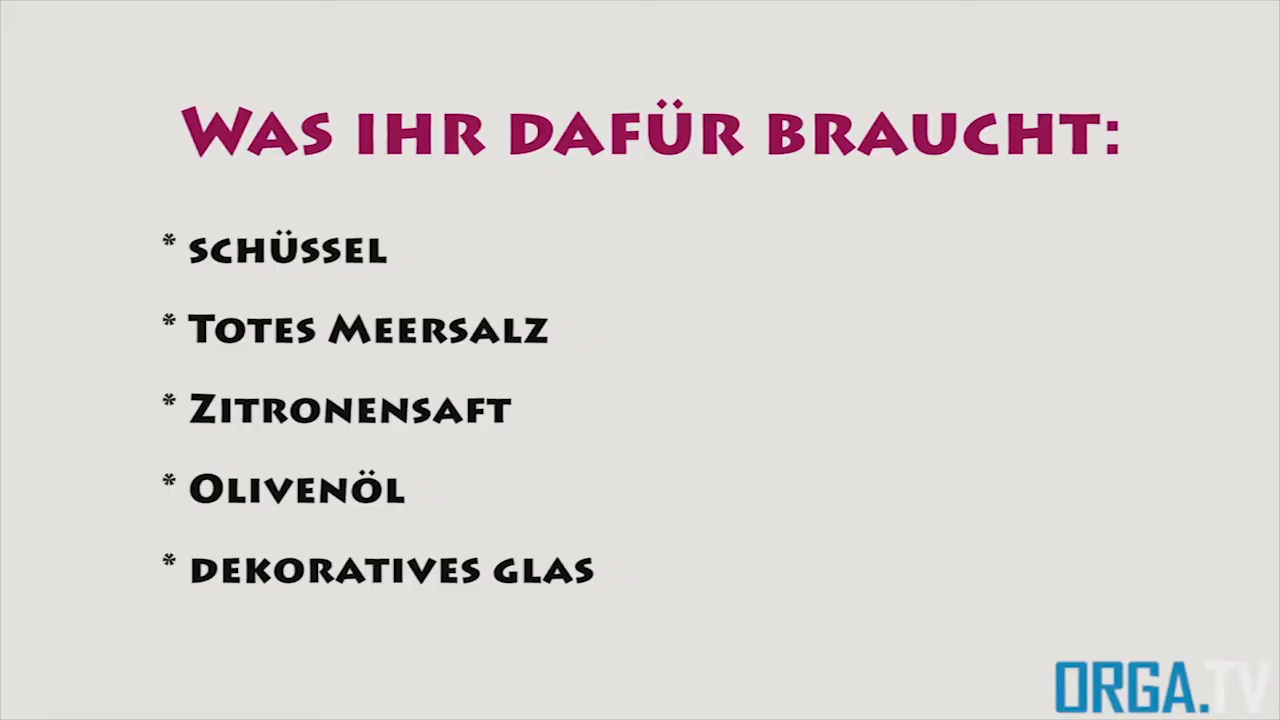 Was ihr dafür braucht:
* schüssel
* Totes Meersalz
* Zitronensaft
* Olivenöl
* dekoratives glas
ORGA.TV